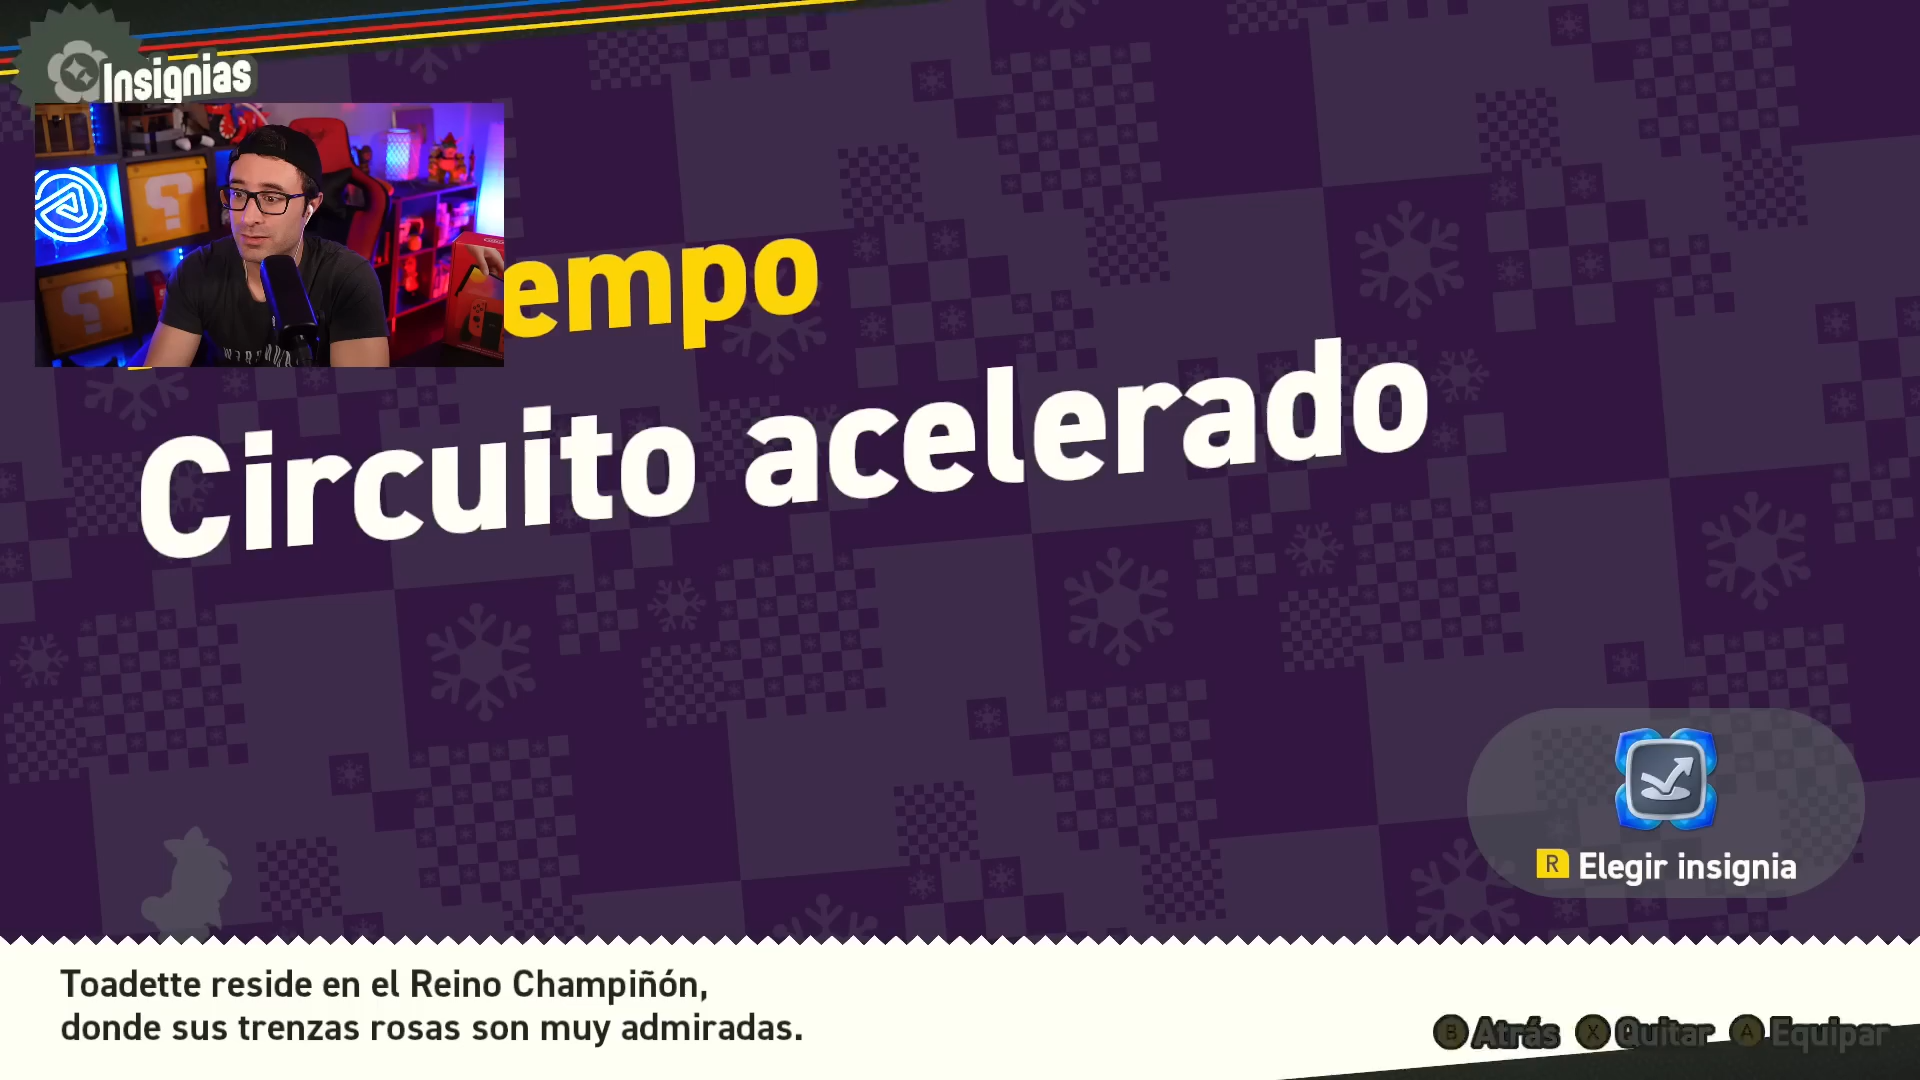 Insignias
empo
Circuito acelerado
R Elegir insignia
Toadette reside en el Reino Champiñón,
donde sus trenzas rosas son muy admiradas.
B Atrás X Quitar A Equipar